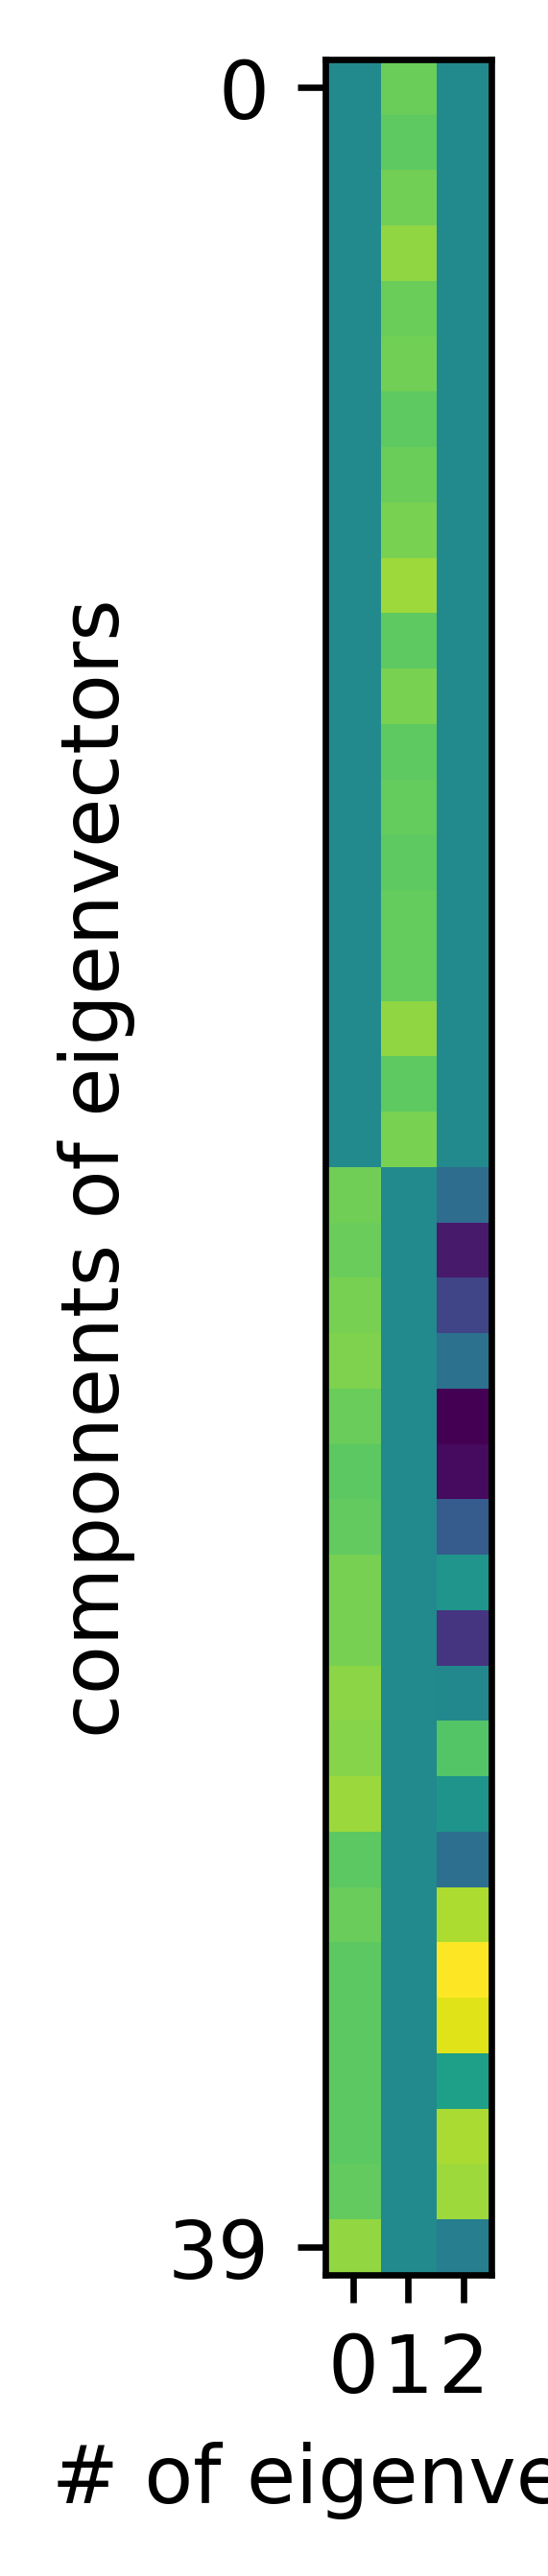 0
components of eigenvectors
39
0 1 2
# of eigenve